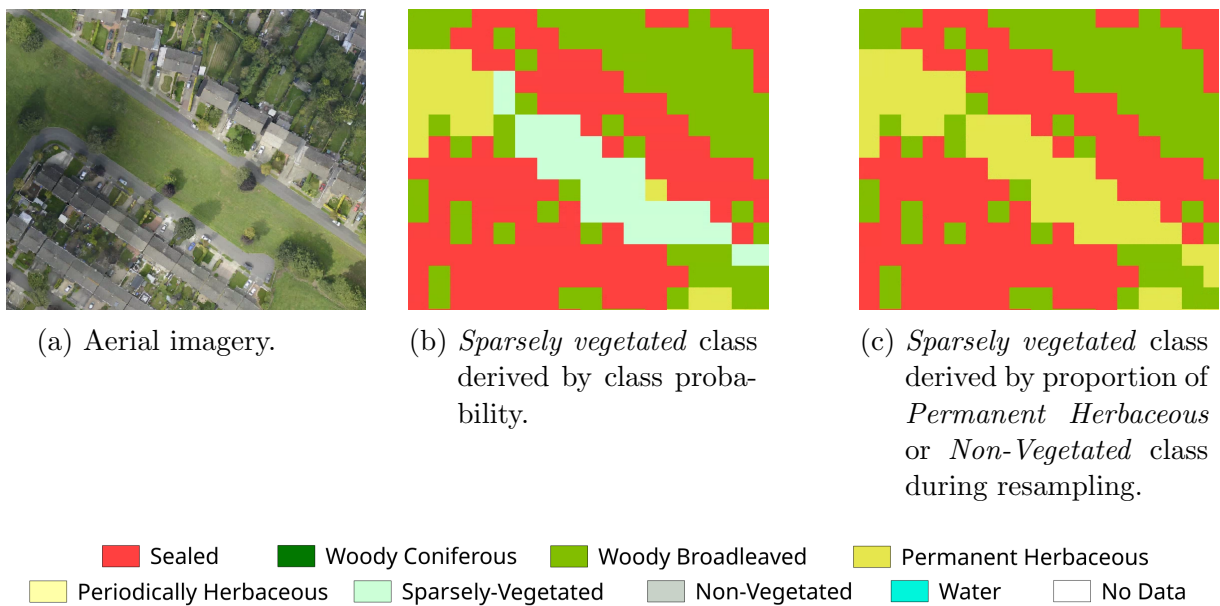 (a) Aerial imagery.
(b) Sparsely vegetated class
derived by class proba-
bility.
(c) Sparsely vegetated class
derived by proportion of
Permanent Herbaceous
or Non-Vegetated class
during resampling.
Sealed Woody Coniferous Woody Broadleaved Permanent Herbaceous
Periodically Herbaceous Sparsely-Vegetated Non-Vegetated Water No Data